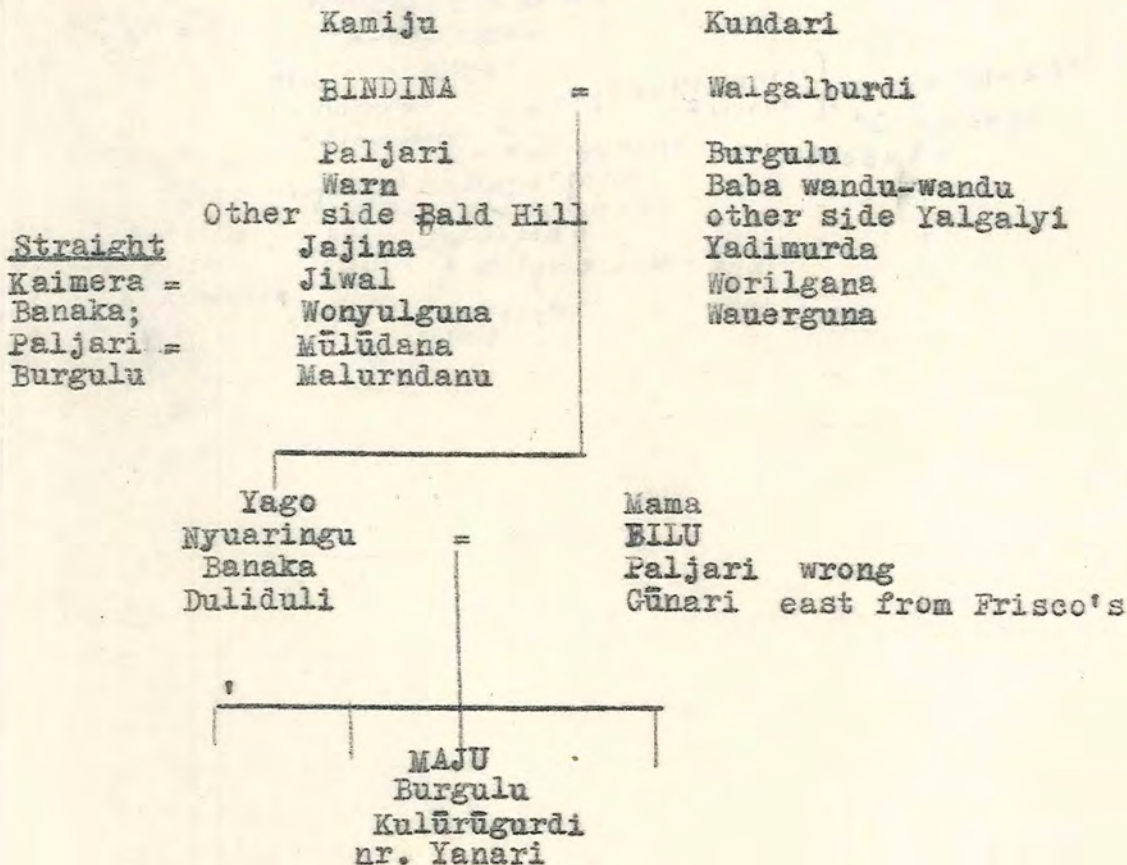 Kamiju Kundari
BINDINA = Walgalburdi
Paljari Burgulu
Warn Baba wandu-wandu
Other side Bald Hill other side Yalgalyi
Straight Jajina Yadimurda
Kaimera = Jiwal Worilgana
Banaka; Wonyulguna Wauerguna
Paljari = Mūlūdana
Burgulu Malurndanu
Yago Mama
Nyuaringu = BILU
Banaka Paljari wrong
Duliduli Gūnari east from Frisco's
MAJU
Burgulu
Kulūrūgurdi
nr. Yanari